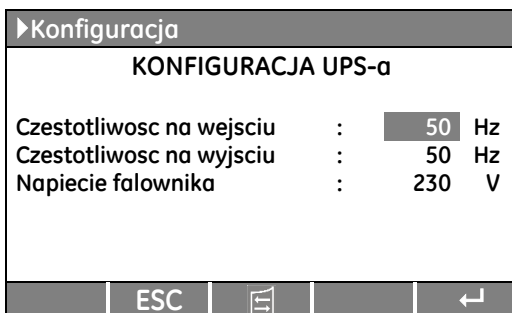 Konfiguracja
KONFIGURACJA UPS-a
Czestotliwosc na wejsciu : 50 Hz
Czestotliwosc na wyjsciu : 50 Hz
Napiecie falownika : 230 V
ESC